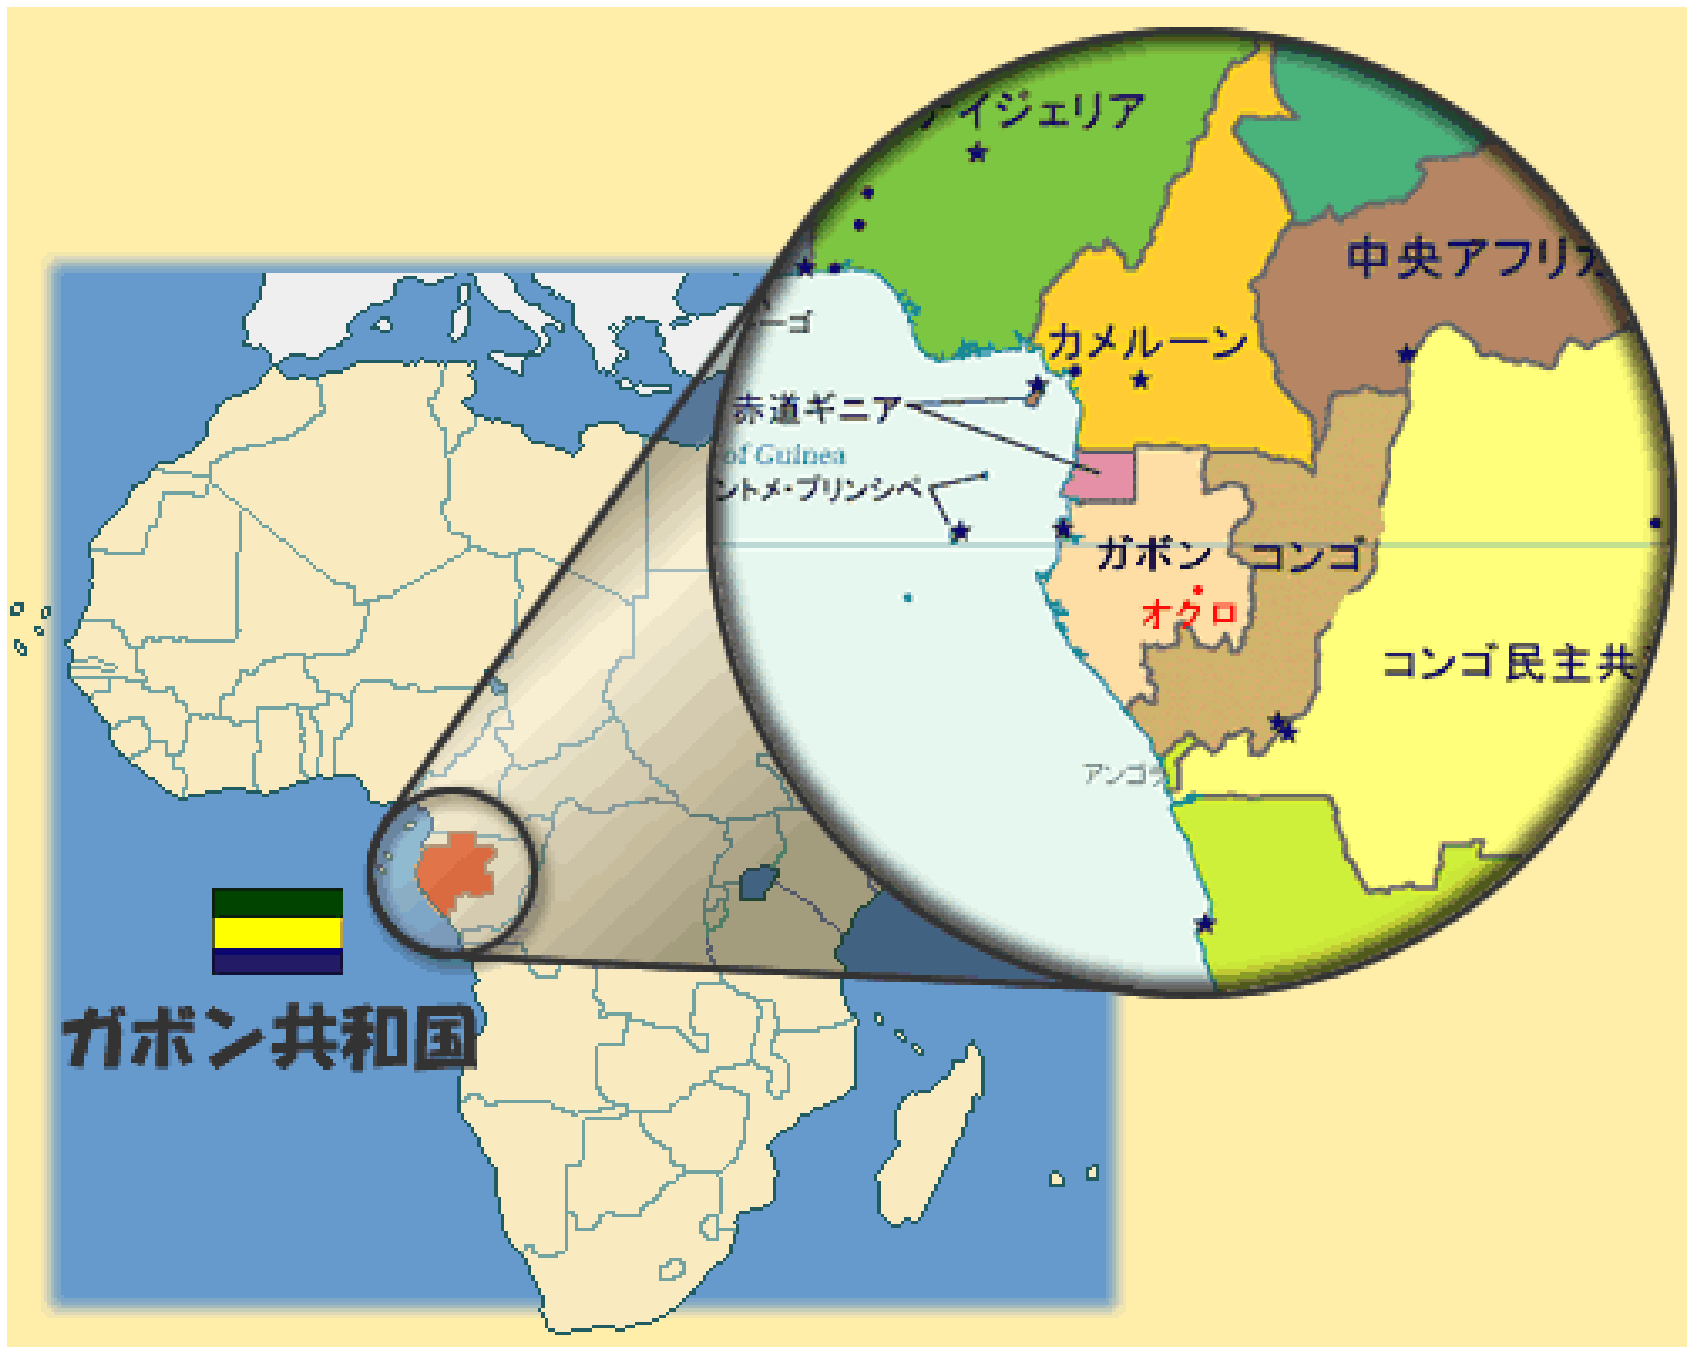 ナイジェリア
中央アフリカ
ーゴ
カメルーン
赤道ギニア
of Guinea
ントメ・プリンシペ
ガボン
コンゴ
オクロ
コンゴ民主共
アンゴラ
ガボン共和国